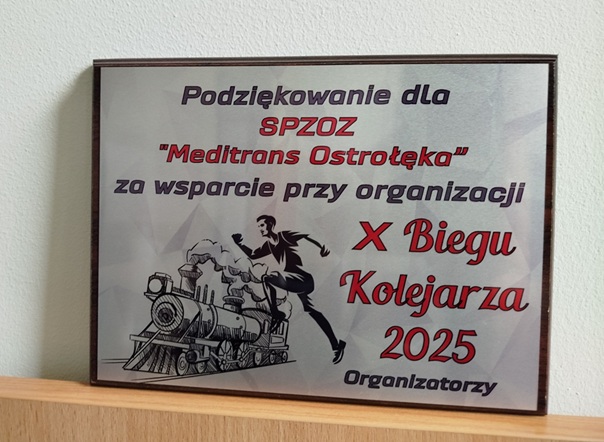 Podziękowanie dla
SPZOZ
"Meditrans Ostrołęka"
za wsparcie przy organizacji
X Biegu
Kolejarza
2025
Organizatorzy